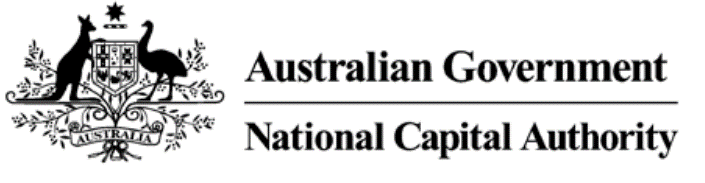 Australian Government
National Capital Authority
AUSTRALIA